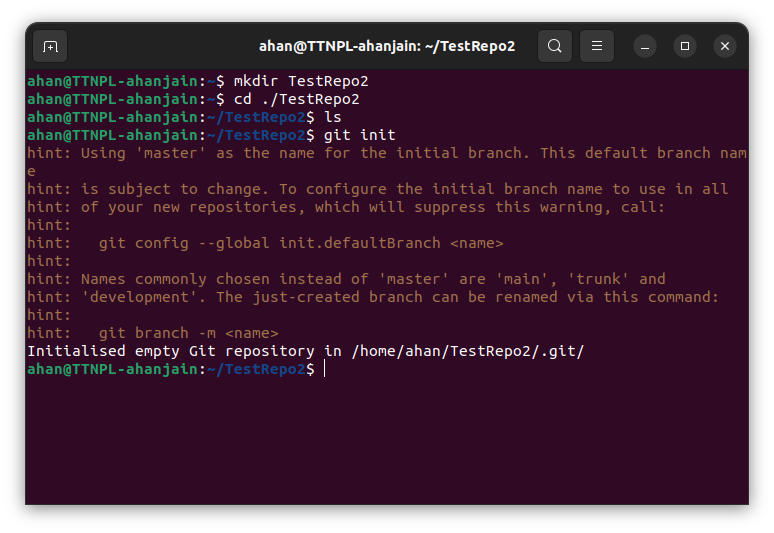 ahan@TTNPL-ahanjain: ~/TestRepo2
ahan@TTNPL-ahanjain:~$ mkdir TestRepo2
ahan@TTNPL-ahanjain:~$ cd ./TestRepo2
ahan@TTNPL-ahanjain:~/TestRepo2$ ls
ahan@TTNPL-ahanjain:~/TestRepo2$ git init
hint: Using 'master' as the name for the initial branch. This default branch nam
e
hint: is subject to change. To configure the initial branch name to use in all
hint: of your new repositories, which will suppress this warning, call:
hint:
hint:   git config --global init.defaultBranch <name>
hint:
hint: Names commonly chosen instead of 'master' are 'main', 'trunk' and
hint: 'development'. The just-created branch can be renamed via this command:
hint:
hint:   git branch -m <name>
Initialised empty Git repository in /home/ahan/TestRepo2/.git/
ahan@TTNPL-ahanjain:~/TestRepo2$